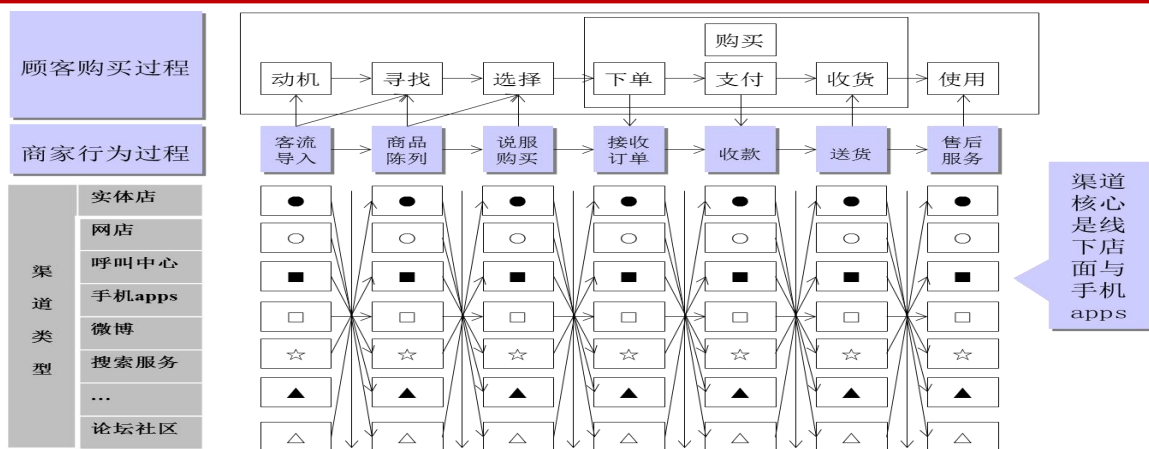 顾客购买过程
购买
动机
寻找
选择
下单
支付
收货
使用
商家行为过程
客流
导入
商品
陈列
说服
购买
接收
订单
收款
送货
售后
服务
渠道类型
实体店
网店
呼叫中心
手机apps
微博
搜索服务
…
论坛社区
渠道
核心
是线
下店
面与
手机
apps